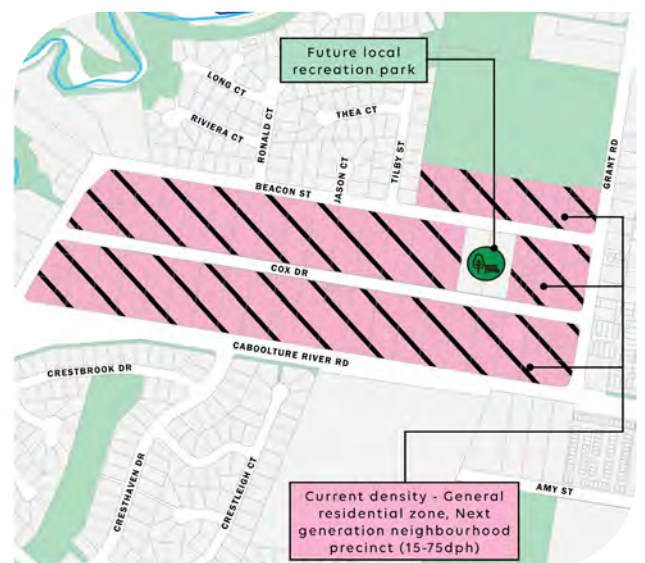 Future local
recreation park
LONG CT
RIVIERA CT
RONALD CT
THEA CT
JASON CT
TILBY ST
GRANT RD
BEACON ST
COX DR
CABOOLTURE RIVER RD
CRESTBROOK DR
CRESTHAVEN DR
CRESTLEIGH CT
AMY ST
Current density - General
residential zone, Next
generation neighbourhood
precinct (15-75dph)